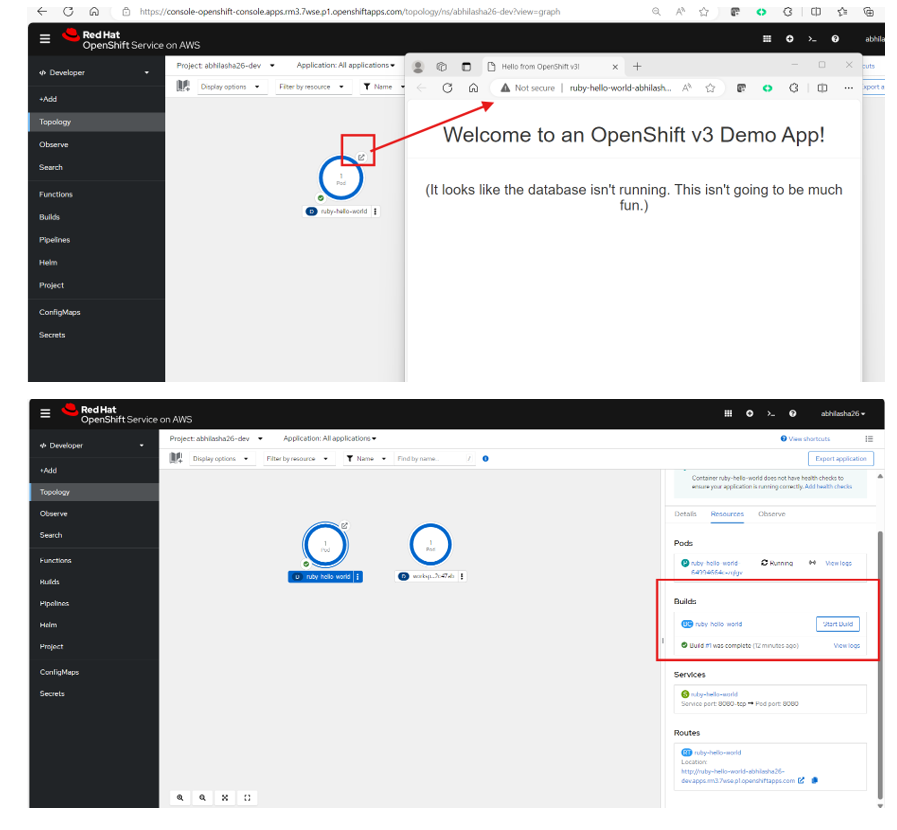 https://console-openshift-console.apps.rm3.7wse.p1.openshiftapps.com/topology/ns/abhilasha26-dev?view=graph
Red Hat
OpenShift Service on AWS
abhila
Developer
+Add
Topology
Observe
Search
Functions
Builds
Pipelines
Helm
Project
ConfigMaps
Secrets
Project: abhilasha26-dev
Application: All applications
Display options
Filter by resource
Name
1
Pod
D ruby-hello-world
Hello from OpenShift v3!
Not secure
ruby-hello-world-abhilash...
cuts
xport a
Welcome to an OpenShift v3 Demo App!
(It looks like the database isn't running. This isn't going to be much
fun.)
Red Hat
OpenShift Service on AWS
abhilasha26
Developer
+Add
Topology
Observe
Search
Functions
Builds
Pipelines
Helm
Project
ConfigMaps
Secrets
Project: abhilasha26-dev
Application: All applications
View shortcuts
Display options
Filter by resource
Name
Find by name
/
Export application
1
Pod
D ruby hello world
1
Pod
D
Container ruby-hello-world does not have health checks to
ensure your application is running correctly. Add health checks
Details
Resources
Observe
Pods
P ruby hello world
Running
View logs
Builds
BC ruby hello world
Start Build
Build #1 was complete (12 minutes ago)
View logs
Services
S ruby-hello-world
Service port: 8080-tcp → Pod port: 8080
Routes
RT ruby-hello-world
Location:
http://ruby-hello-world-abhilasha26-
dev.apps.rm3.7wse.p1.openshiftapps.com